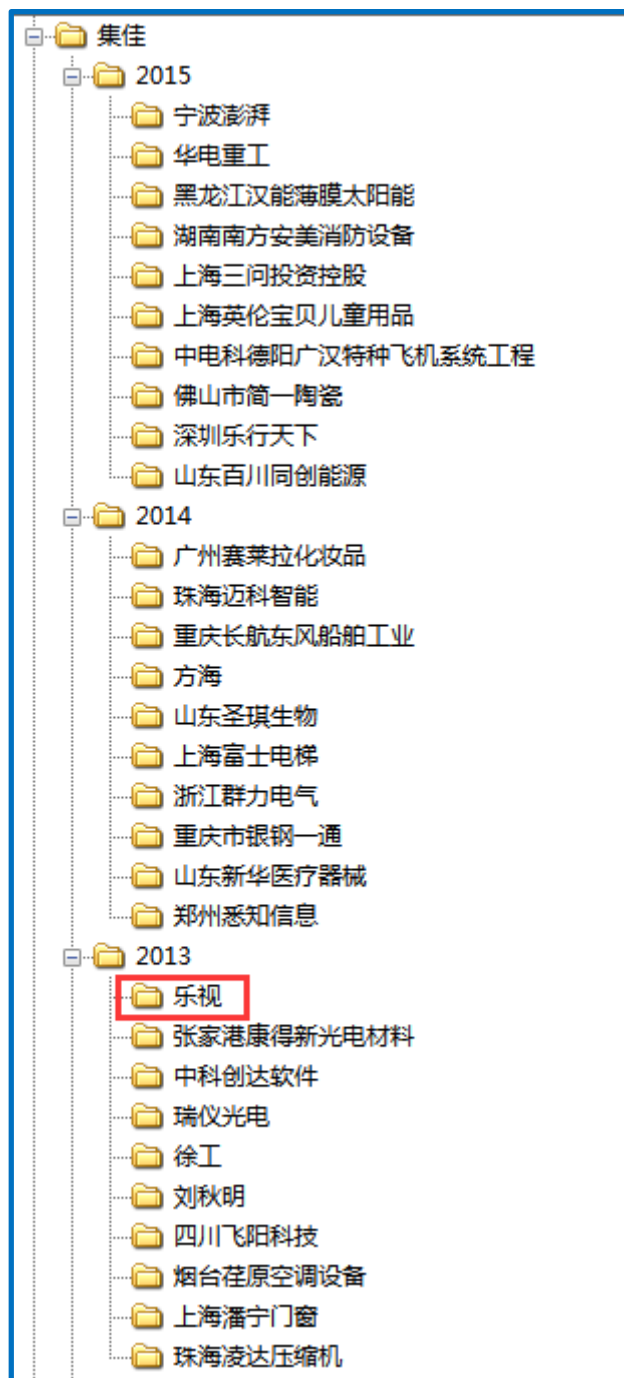 集佳
2015
宁波澎湃
华电重工
黑龙江汉能薄膜太阳能
湖南南方安美消防设备
上海三问投资控股
上海英伦宝贝儿童用品
中电科德阳广汉特种飞机系统工程
佛山市简一陶瓷
深圳乐行天下
山东百川同创能源
2014
广州赛莱拉化妆品
珠海迈科智能
重庆长航东风船舶工业
方海
山东圣琪生物
上海富士电梯
浙江群力电气
重庆市银钢一通
山东新华医疗器械
郑州悉知信息
2013
乐视
张家港康得新光电材料
中科创达软件
瑞仪光电
徐工
刘秋明
四川飞阳科技
烟台荏原空调设备
上海潘宁门窗
珠海凌达压缩机